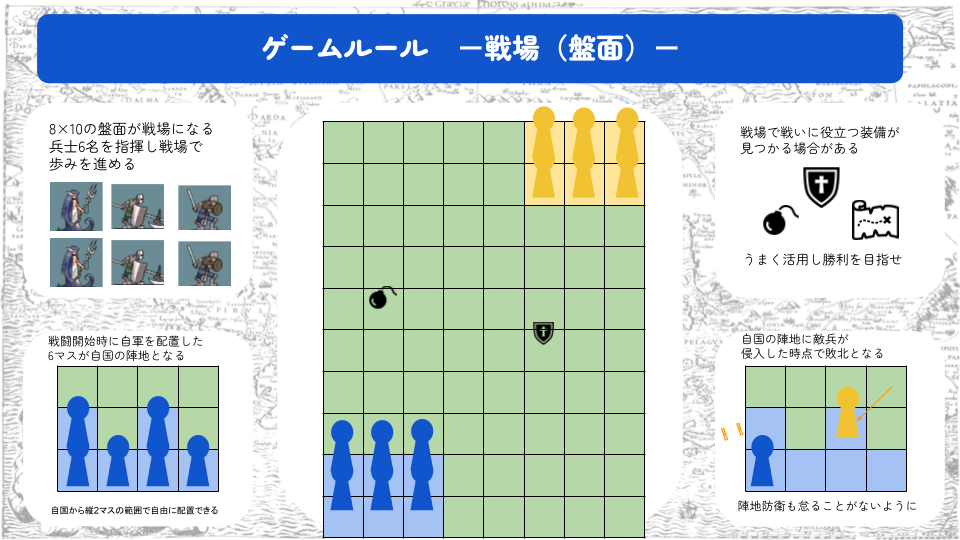 ゲームルール ー戦場（盤面）ー
8×10の盤面が戦場になる
兵士6名を指揮し戦場で
歩みを進める
戦場で戦いに役立つ装備が
見つかる場合がある
うまく活用し勝利を目指せ
戦闘開始時に自軍を配置した
6マスが自国の陣地となる
自国から縦2マスの範囲で自由に配置できる
自国の陣地に敵兵が
侵入した時点で敗北となる
陣地防衛も怠ることがないように